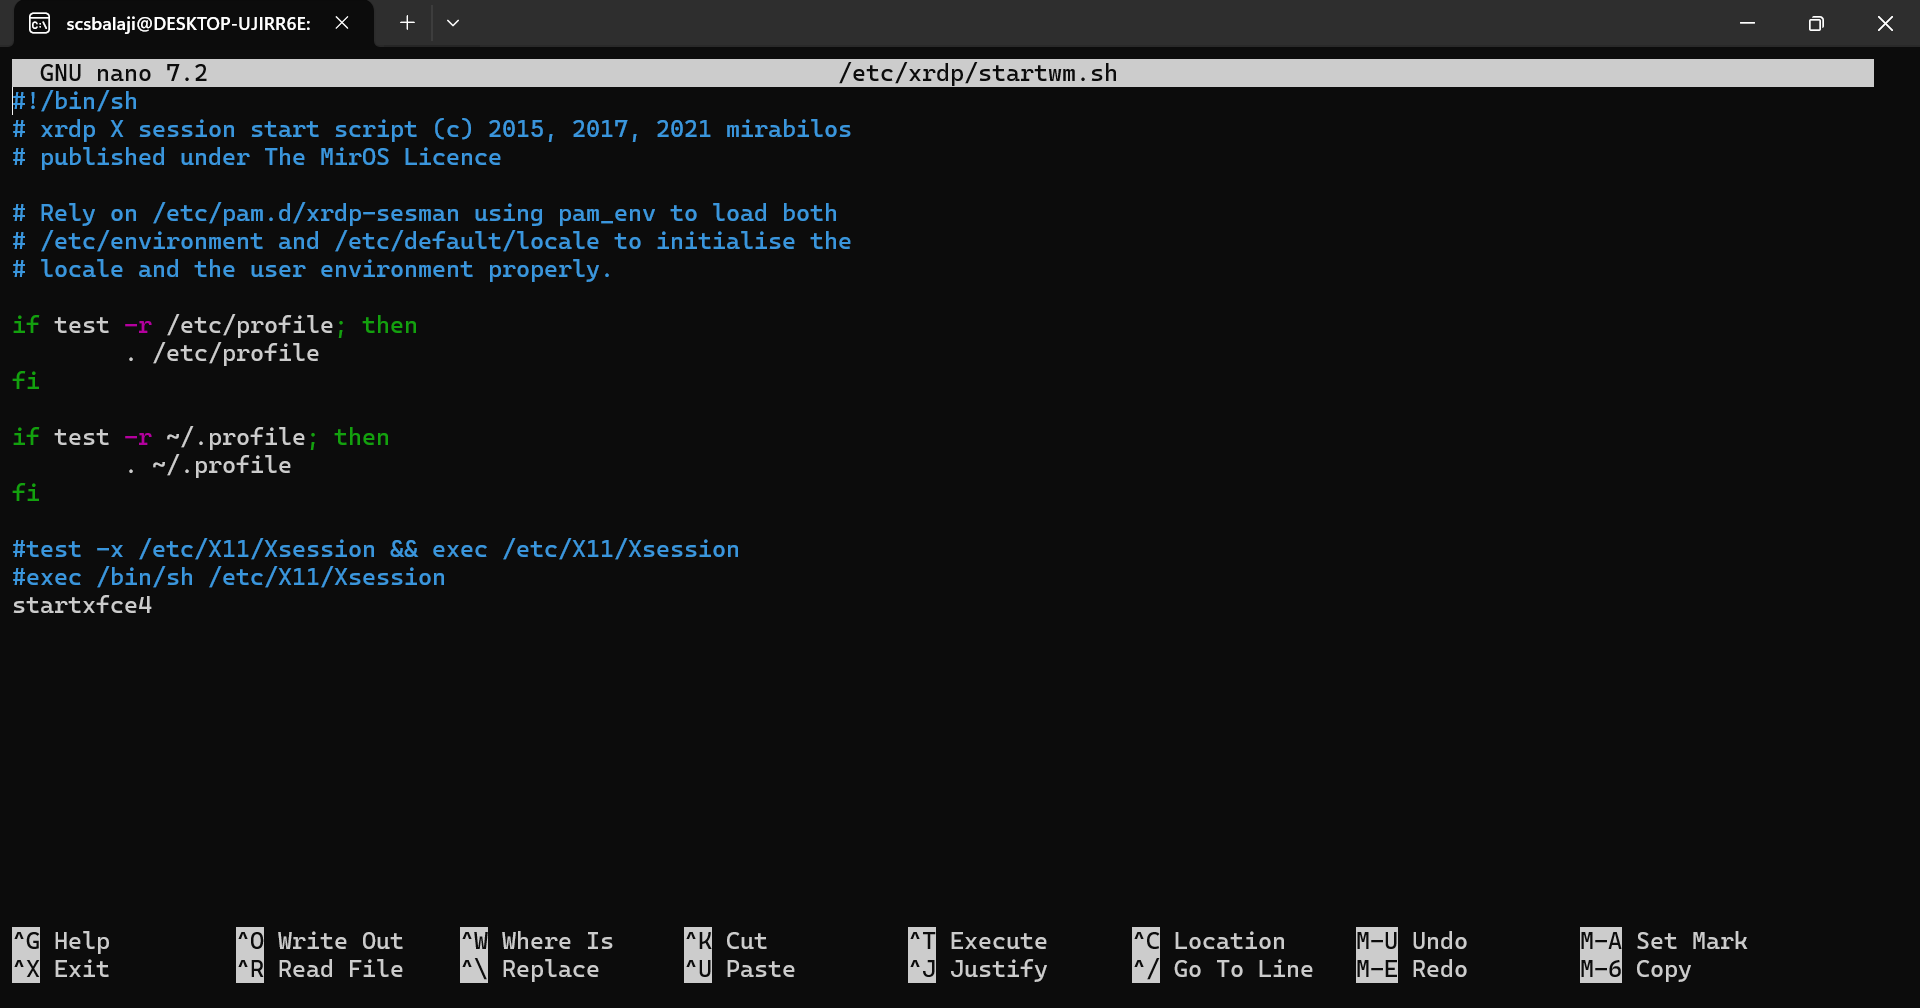 scsbalaji@DESKTOP-UJIRR6E:
GNU nano 7.2 /etc/xrdp/startwm.sh
#!/bin/sh
# xrdp X session start script (c) 2015, 2017, 2021 mirabilos
# published under The MirOS Licence
# Rely on /etc/pam.d/xrdp-sesman using pam_env to load both
# /etc/environment and /etc/default/locale to initialise the
# locale and the user environment properly.
if test -r /etc/profile; then
        . /etc/profile
fi
if test -r ~/.profile; then
        . ~/.profile
fi
#test -x /etc/X11/Xsession && exec /etc/X11/Xsession
#exec /bin/sh /etc/X11/Xsession
startxfce4
^G Help ^O Write Out ^W Where Is ^K Cut ^T Execute ^C Location M-U Undo M-A Set Mark
^X Exit ^R Read File ^\ Replace ^U Paste ^J Justify ^/ Go To Line M-E Redo M-6 Copy